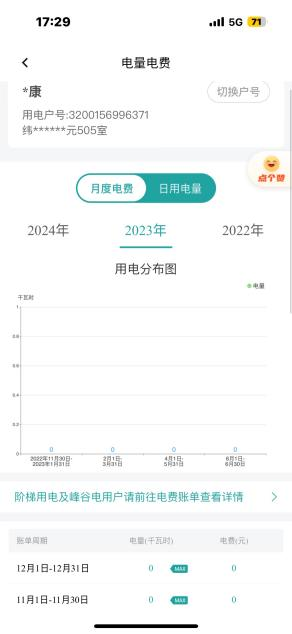 17:29
5G
71
电量电费
*康
切换户号
用电户号:3200156996371
纬******元505室
点个赞
月度电费
日用电量
2024年
2023年
2022年
用电分布图
电量
千瓦时
1
0.8
0.6
0.4
0.2
0
0
0
0
0
2022年11月30日-
2023年1月31日
2月1日-
3月31日
4月1日-
5月31日
6月1日-
6月30日
阶梯用电及峰谷电用户请前往电费账单查看详情
账单周期
电量(千瓦时)
电费(元)
12月1日-12月31日
0
MAX
0
11月1日-11月30日
0
MAX
0